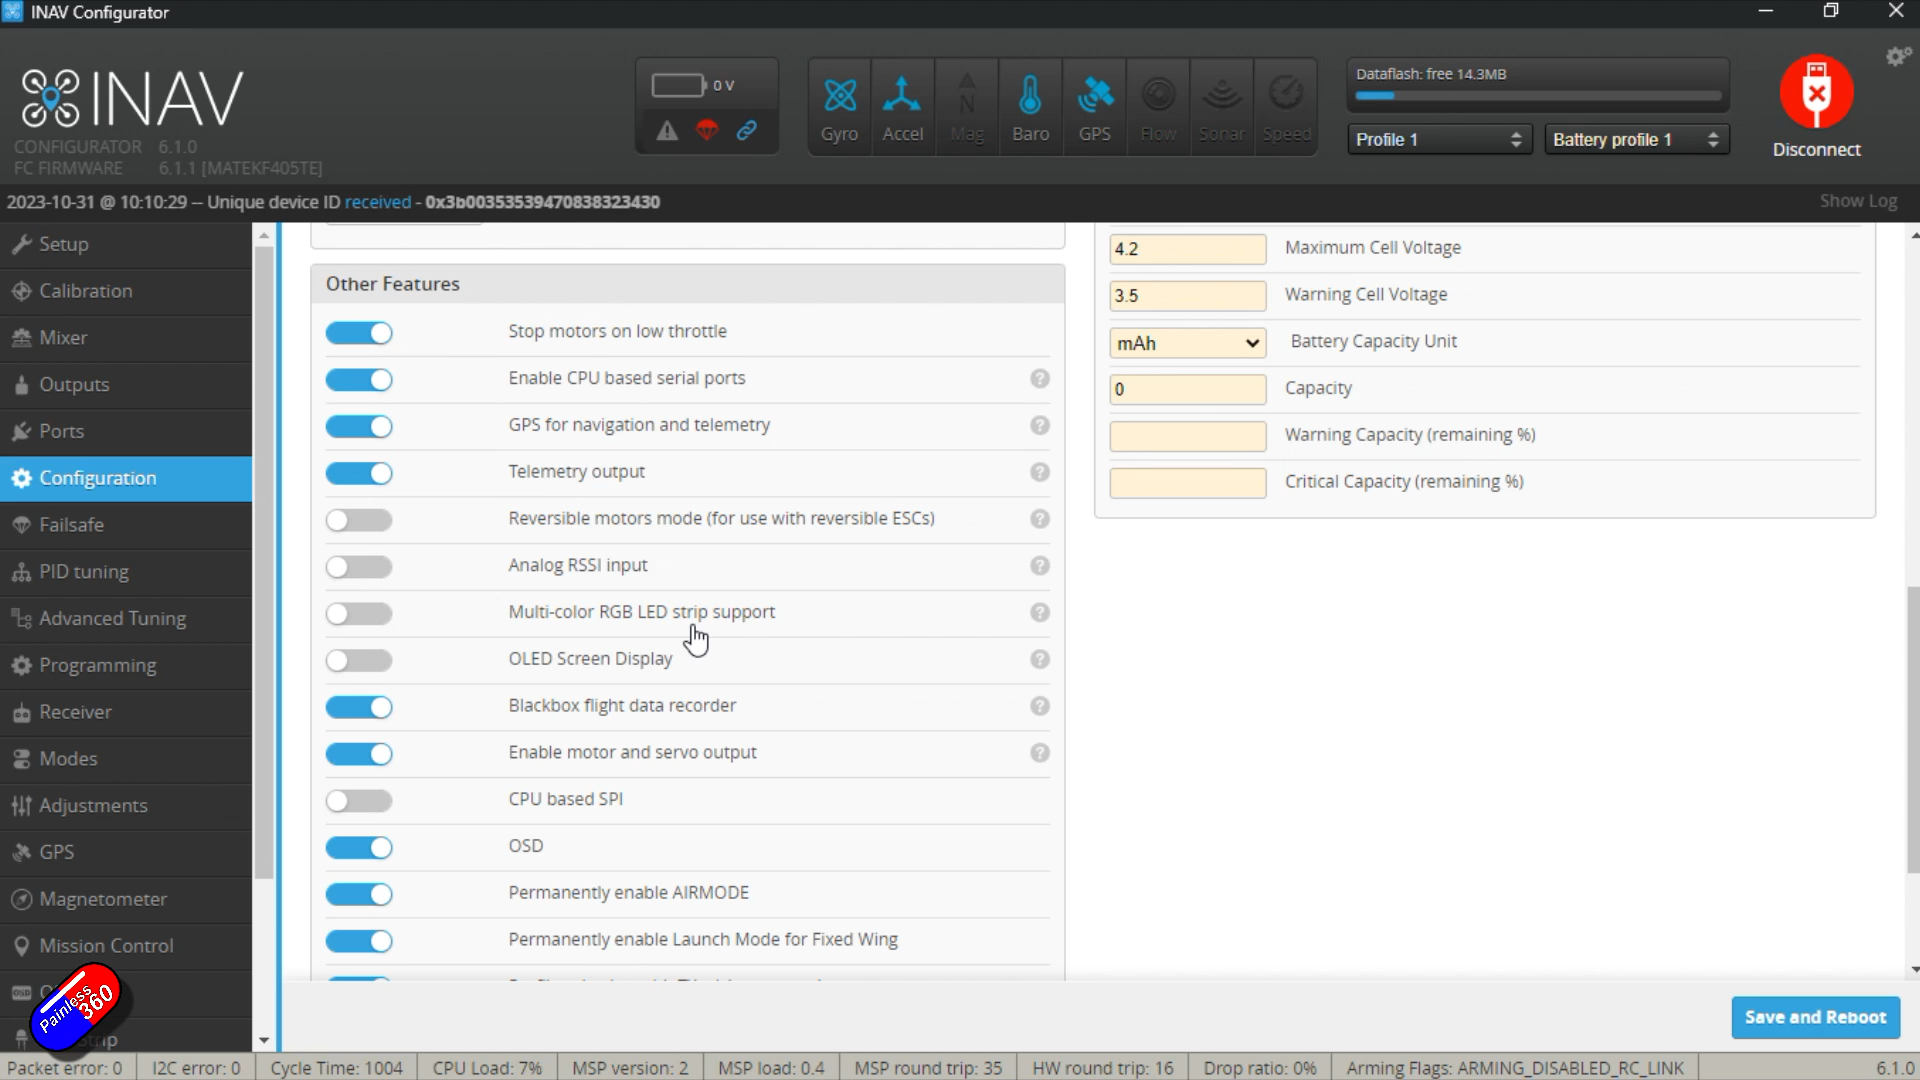 INAV Configurator
INAV
CONFIGURATOR 6.1.0
FC FIRMWARE 6.1.1 [MATEKF405TE]
0 V
Gyro
Accel
Mag
Baro
GPS
Flow
Sonar
Speed
Dataflash: free 14.3MB
Profile 1
Battery profile 1
Disconnect
2023-10-31 @ 10:10:29 -- Unique device ID received - 0x3b00353539470838323430
Show Log
Setup
Calibration
Mixer
Outputs
Ports
Configuration
Failsafe
PID tuning
Advanced Tuning
Programming
Receiver
Modes
Adjustments
GPS
Magnetometer
Mission Control
Painless
360
Other Features
Stop motors on low throttle
Enable CPU based serial ports
GPS for navigation and telemetry
Telemetry output
Reversible motors mode (for use with reversible ESCs)
Analog RSSI input
Multi-color RGB LED strip support
OLED Screen Display
Blackbox flight data recorder
Enable motor and servo output
CPU based SPI
OSD
Permanently enable AIRMODE
Permanently enable Launch Mode for Fixed Wing
4.2 Maximum Cell Voltage
3.5 Warning Cell Voltage
mAh Battery Capacity Unit
0 Capacity
Warning Capacity (remaining %)
Critical Capacity (remaining %)
Save and Reboot
Packet error: 0
I2C error: 0
Cycle Time: 1004
CPU Load: 7%
MSP version: 2
MSP load: 0.4
MSP round trip: 35
HW round trip: 16
Drop ratio: 0%
Arming Flags: ARMING_DISABLED_RC_LINK
6.1.0